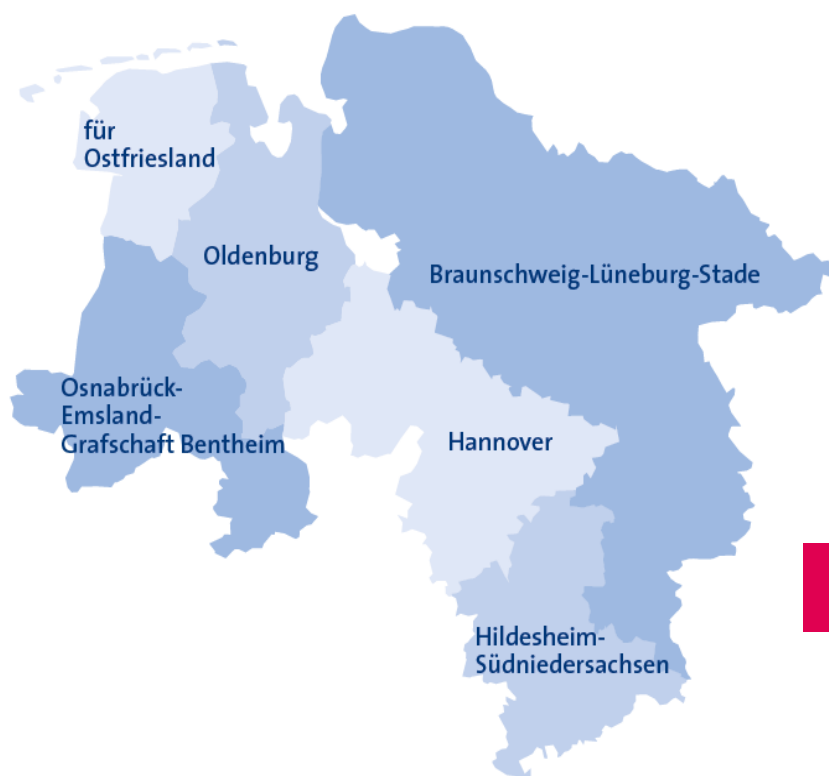 für
Ostfriesland
Oldenburg
Braunschweig-Lüneburg-Stade
Osnabrück-
Emsland-
Grafschaft Bentheim
Hannover
Hildesheim-
Südniedersachsen